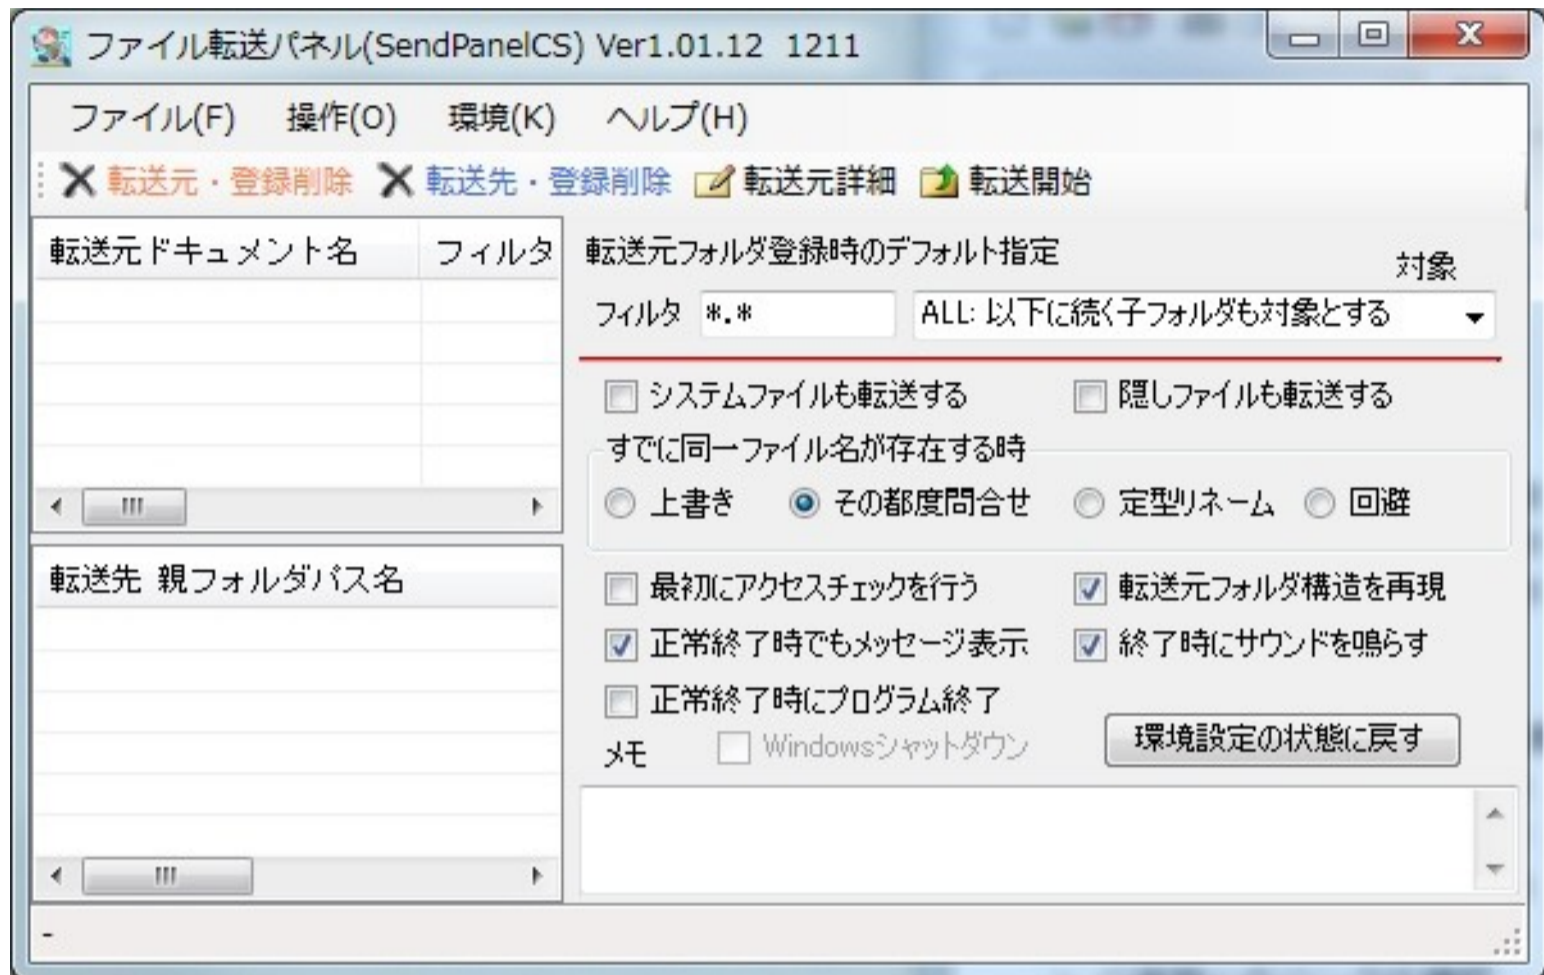 ファイル転送パネル(SendPanelCS) Ver1.01.12 1211
ファイル(F) 操作(O) 環境(K) ヘルプ(H)
転送元・登録削除 転送先・登録削除 転送元詳細 転送開始
転送元ドキュメント名 フィルタ
転送元フォルダ登録時のデフォルト指定
対象
フィルタ *.* ALL: 以下に続く子フォルダも対象とする
システムファイルも転送する 隠しファイルも転送する
すでに同一ファイル名が存在する時
上書き その都度問合せ 定型リネーム 回避
転送先 親フォルダパス名
最初にアクセスチェックを行う 転送元フォルダ構造を再現
正常終了時でもメッセージ表示 終了時にサウンドを鳴らす
正常終了時にプログラム終了
メモ Windowsシャットダウン 環境設定の状態に戻す
-